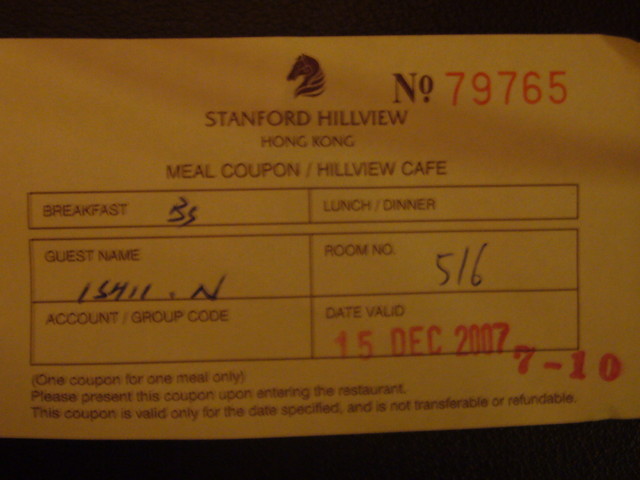 Nº 79765
STANFORD HILLVIEW
HONG KONG
MEAL COUPON / HILLVIEW CAFE
BREAKFAST Bs LUNCH / DINNER
GUEST NAME ROOM NO.
ISHII . N 516
ACCOUNT / GROUP CODE DATE VALID
15 DEC 2007 7-10
(One coupon for one meal only)
Please present this coupon upon entering the restaurant.
This coupon is valid only for the date specified, and is not transferable or refundable.